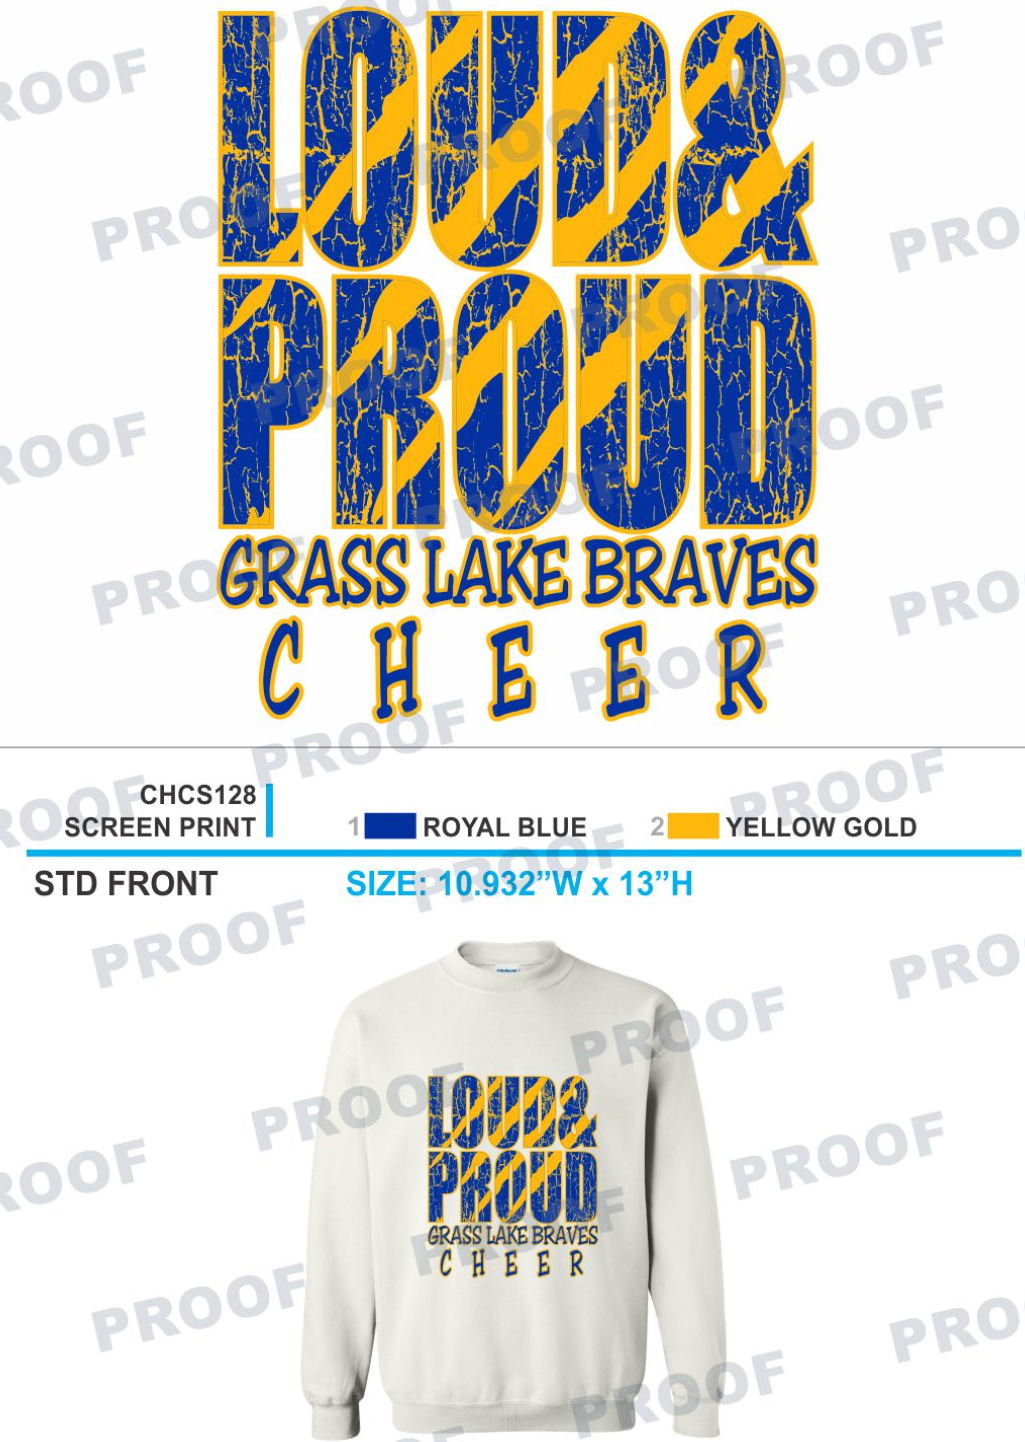 LOUD&
PROUD
GRASS LAKE BRAVES
CHEER
CHCS128
SCREEN PRINT
1 ROYAL BLUE
2 YELLOW GOLD
STD FRONT
SIZE: 10.932”W x 13”H
LOUD&
PROUD
GRASS LAKE BRAVES
CHEER
PROOF